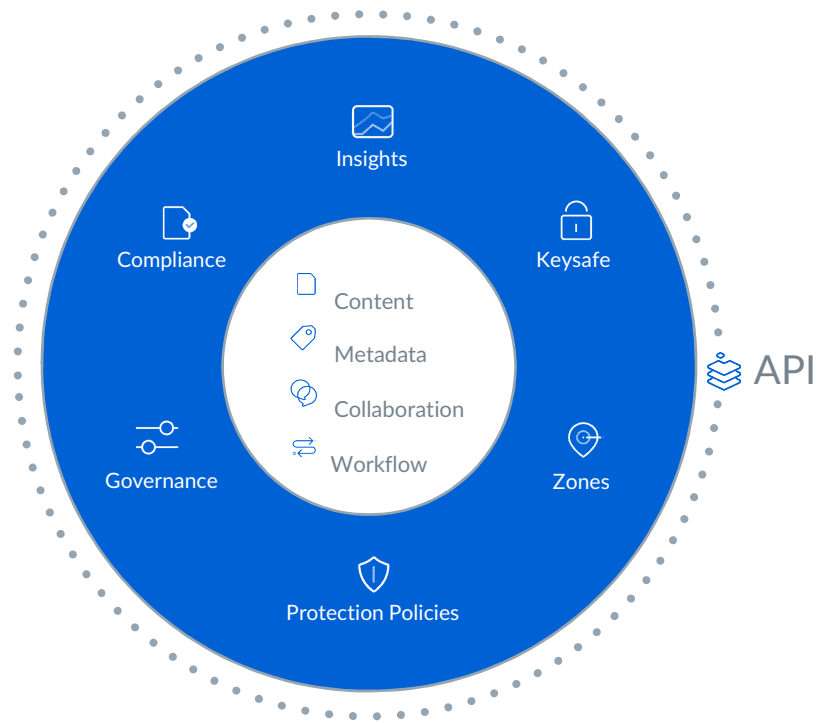 Insights
Compliance
Keysafe
Content
Metadata
Collaboration
Workflow
API
Governance
Zones
Protection Policies